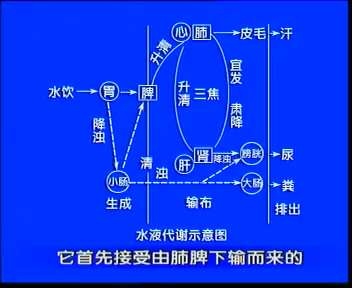 心 肺 皮毛 汗
升清
宜发
水饮 胃 脾
升清 三焦
肃降
降浊
肾 降浊 膀胱 尿
清 浊 肝
小肠 大肠 粪
生成 输布 排出
水液代谢示意图
它首先接受由肺脾下输而来的